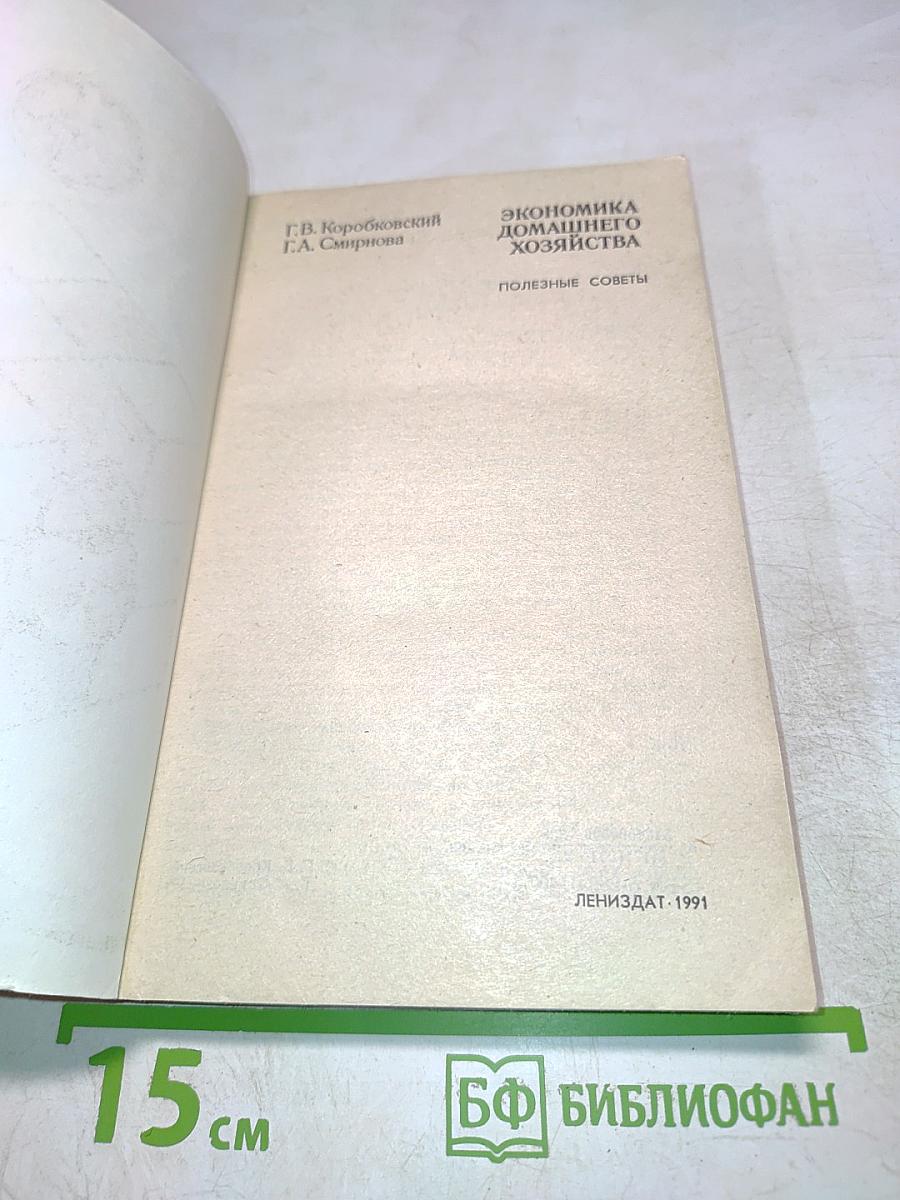 Г.В. Коробковский
Г.А. Смирнова
ЭКОНОМИКА
ДОМАШНЕГО
ХОЗЯЙСТВА
ПОЛЕЗНЫЕ СОВЕТЫ
ЛЕНИЗДАТ · 1991
15 см
БФ БИБЛИОФАН